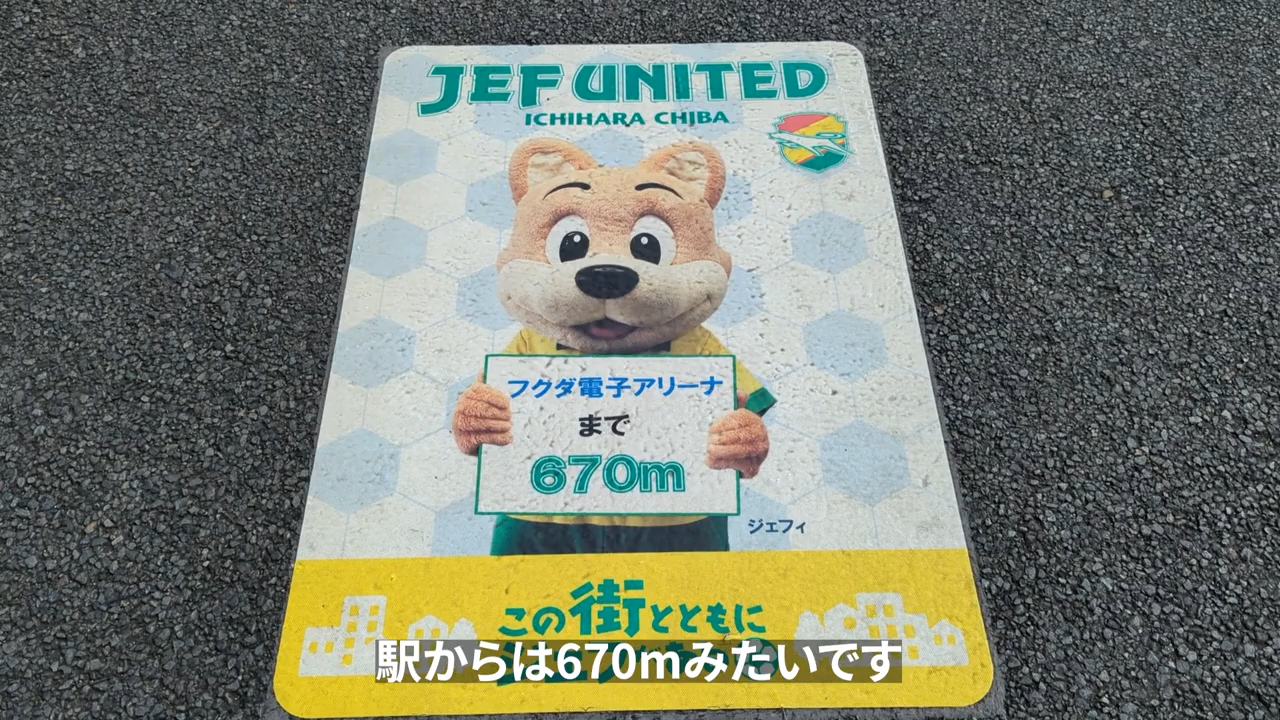 JEF UNITED
ICHIHARA CHIBA
フクダ電子アリーナ
まで
670m
ジェフィ
この街とともに
駅からは670mみたいです